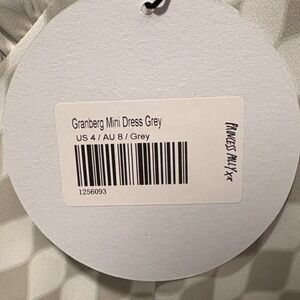 Granberg Mini Dress Grey
US 4 / AU 8 / Grey
1256093
PRINCESS POLLY xx